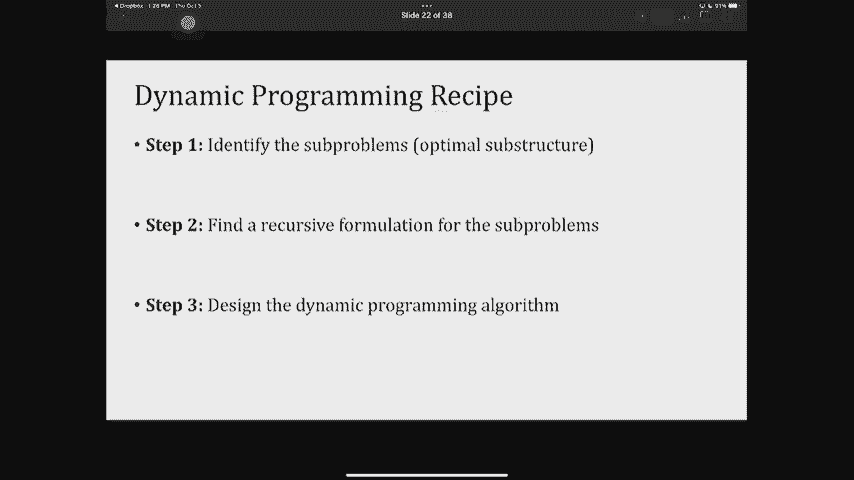 Dropbox 1:26 PM Thu Oct 5
91%
Slide 22 of 38
Dynamic Programming Recipe
• Step 1: Identify the subproblems (optimal substructure)
• Step 2: Find a recursive formulation for the subproblems
• Step 3: Design the dynamic programming algorithm